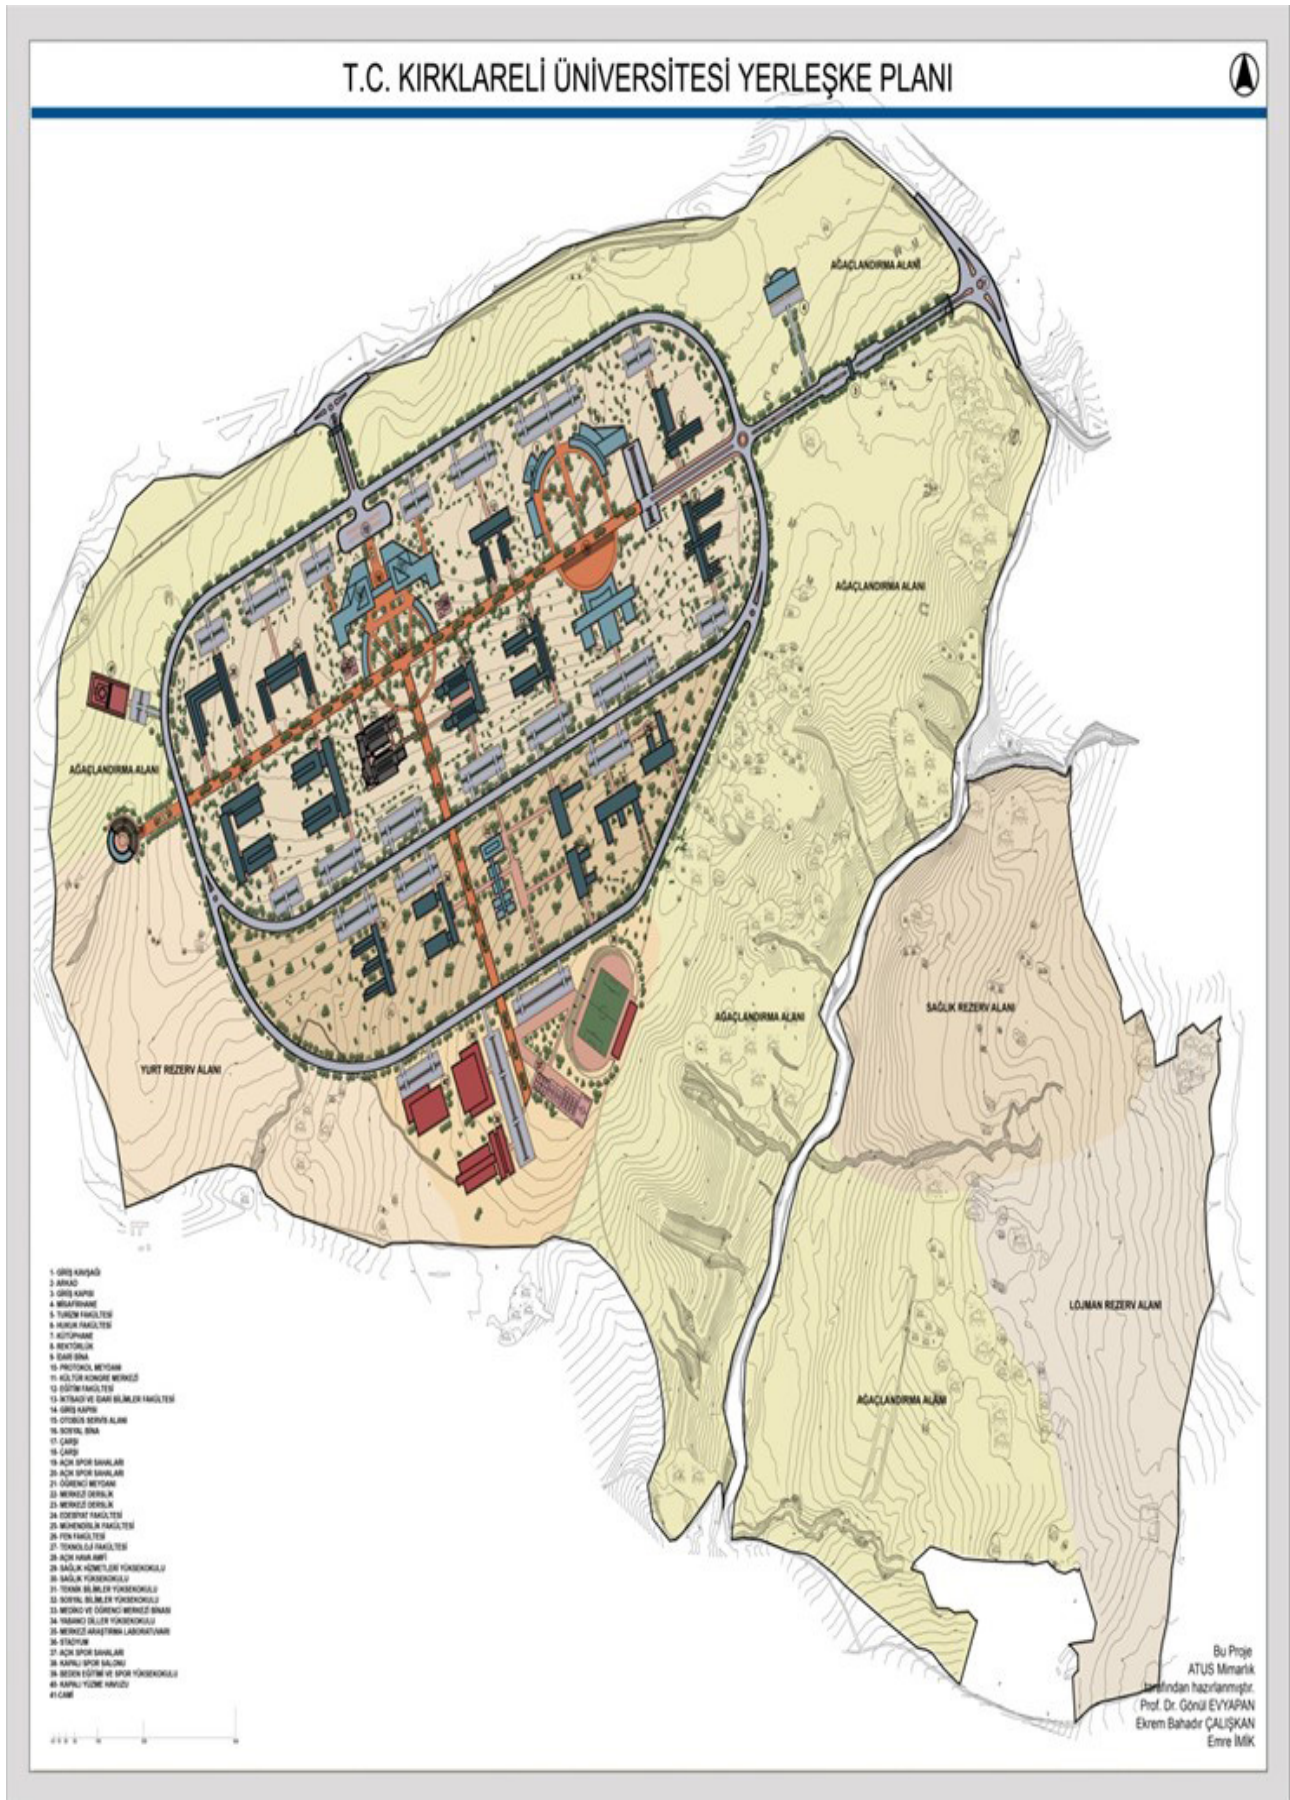 T.C. KIRKLARELİ ÜNİVERSİTESİ YERLEŞKE PLANI
AĞAÇLANDIRMA ALANI
AĞAÇLANDIRMA ALANI
AĞAÇLANDIRMA ALANI
SAĞLIK REZERV ALANI
AĞAÇLANDIRMA ALANI
YURT REZERV ALANI
LOJMAN REZERV ALANI
AĞAÇLANDIRMA ALANI
1- GİRİŞ KAVŞAĞI
2- ARKAD
3- GİRİŞ KAPISI
4- MİSAFİRHANE
5- TURİZM FAKÜLTESİ
6- HUKUK FAKÜLTESİ
7- KÜTÜPHANE
8- REKTÖRLÜK
9- İDARİ BİNA
10- PROTOKOL MEYDANI
11- KÜLTÜR KONGRE MERKEZİ
12- EĞİTİM FAKÜLTESİ
13- İKTİSADİ VE İDARİ BİLİMLER FAKÜLTESİ
14- GİRİŞ KAPISI
15- OTOBÜS SERVİS ALANI
16- SOSYAL BİNA
17- ÇARŞI
18- ÇARŞI
19- AÇIK SPOR SAHALARI
20- AÇIK SPOR SAHALARI
21- ÖĞRENCİ MEYDANI
22- MERKEZİ DERSLİK
23- MERKEZİ DERSLİK
24- EDEBİYAT FAKÜLTESİ
25- MÜHENDİSLİK FAKÜLTESİ
26- FEN FAKÜLTESİ
27- TEKNOLOJİ FAKÜLTESİ
28- AÇIK HAVA AMFİ
29- SAĞLIK HİZMETLERİ YÜKSEKOKULU
30- SAĞLIK YÜKSEKOKULU
31- TEKNİK BİLİMLER YÜKSEKOKULU
32- SOSYAL BİLİMLER YÜKSEKOKULU
33- MEDİKO VE ÖĞRENCİ MERKEZİ BİNASI
34- YABANCI DİLLER YÜKSEKOKULU
35- MERKEZİ ARAŞTIRMA LABORATUVARI
36- STADYUM
37- AÇIK SPOR SAHALARI
38- KAPALI SPOR SALONU
39- BEDEN EĞİTİMİ VE SPOR YÜKSEKOKULU
40- KAPALI YÜZME HAVUZU
41-CAMİ
Bu Proje
ATUS Mimarlık
tarafından hazırlanmıştır.
Prof. Dr. Gönül EVYAPAN
Ekrem Bahadır ÇALIŞKAN
Emre İMİK